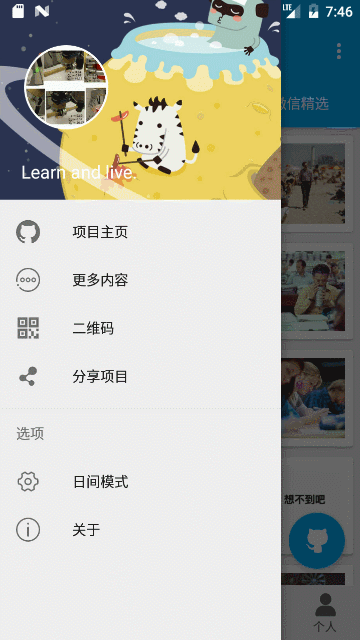 LTE
7:46
微信精选
Learn and live.
项目主页
更多内容
二维码
分享项目
选项
日间模式
关于
想不到吧
个人